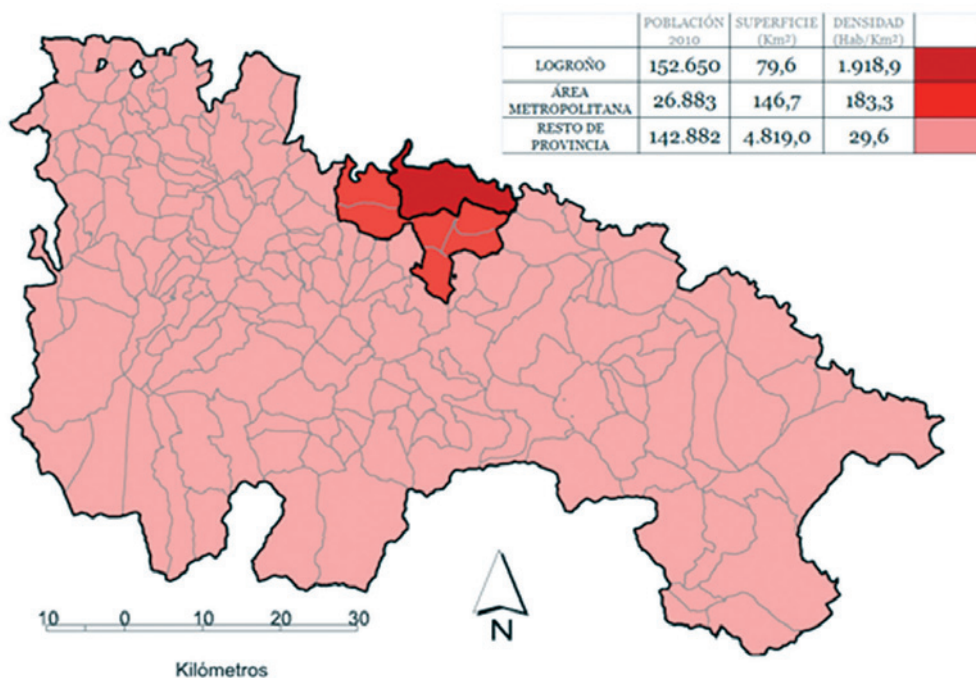 POBLACIÓN SUPERFICIE DENSIDAD
2010 (Km²) (Hab/Km²)
LOGROÑO 152.650 79,6 1.918,9
ÁREA
METROPOLITANA 26.883 146,7 183,3
RESTO DE
PROVINCIA 142.882 4.819,0 29,6
10 0 10 20 30
Kilómetros
N